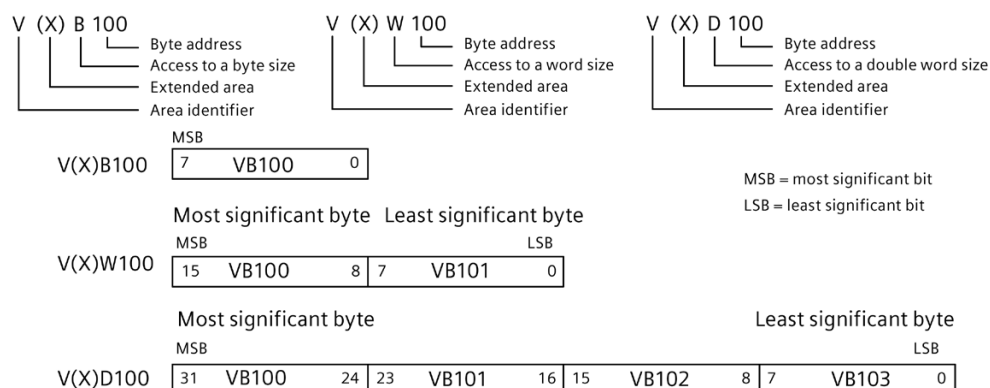 V (X) B 100
Byte address
Access to a byte size
Extended area
Area identifier
V (X) W 100
Byte address
Access to a word size
Extended area
Area identifier
V (X) D 100
Byte address
Access to a double word size
Extended area
Area identifier
MSB
V(X)B100 7 VB100 0
MSB = most significant bit
LSB = least significant bit
Most significant byte Least significant byte
MSB LSB
V(X)W100 15 VB100 8 7 VB101 0
Most significant byte Least significant byte
MSB LSB
V(X)D100 31 VB100 24 23 VB101 16 15 VB102 8 7 VB103 0